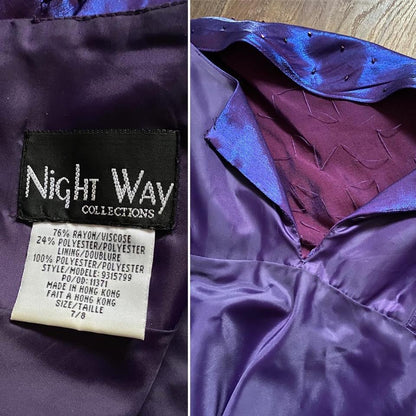 NIGHT WAY
COLLECTIONS
76% RAYON/VISCOSE
24% POLYESTER/POLYESTER
LINING/DOUBLURE
100% POLYESTER/POLYESTER
STYLE/MODELE: 9315799
PO/OD: 11371
MADE IN HONG KONG
FAIT A HONG KONG
SIZE/TAILLE
7/8